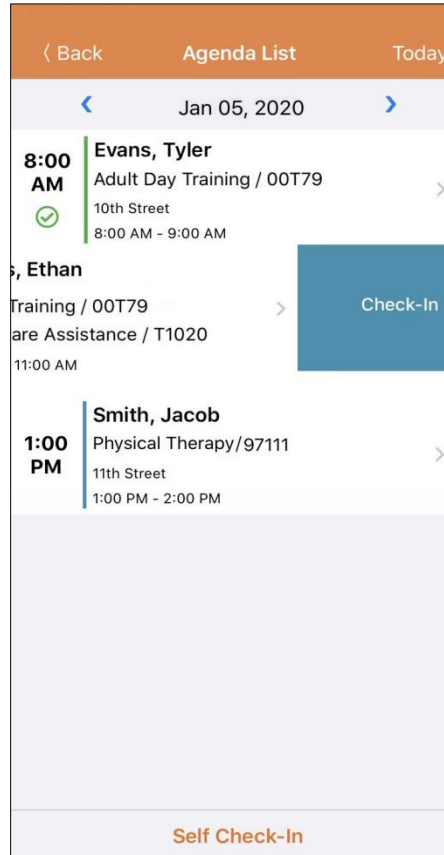 Back Agenda List Today
Jan 05, 2020
8:00 AM
Evans, Tyler
Adult Day Training / 00T79
10th Street
8:00 AM - 9:00 AM
s, Ethan
Training / 00T79
are Assistance / T1020
11:00 AM
Check-In
1:00 PM
Smith, Jacob
Physical Therapy/97111
11th Street
1:00 PM - 2:00 PM
Self Check-In